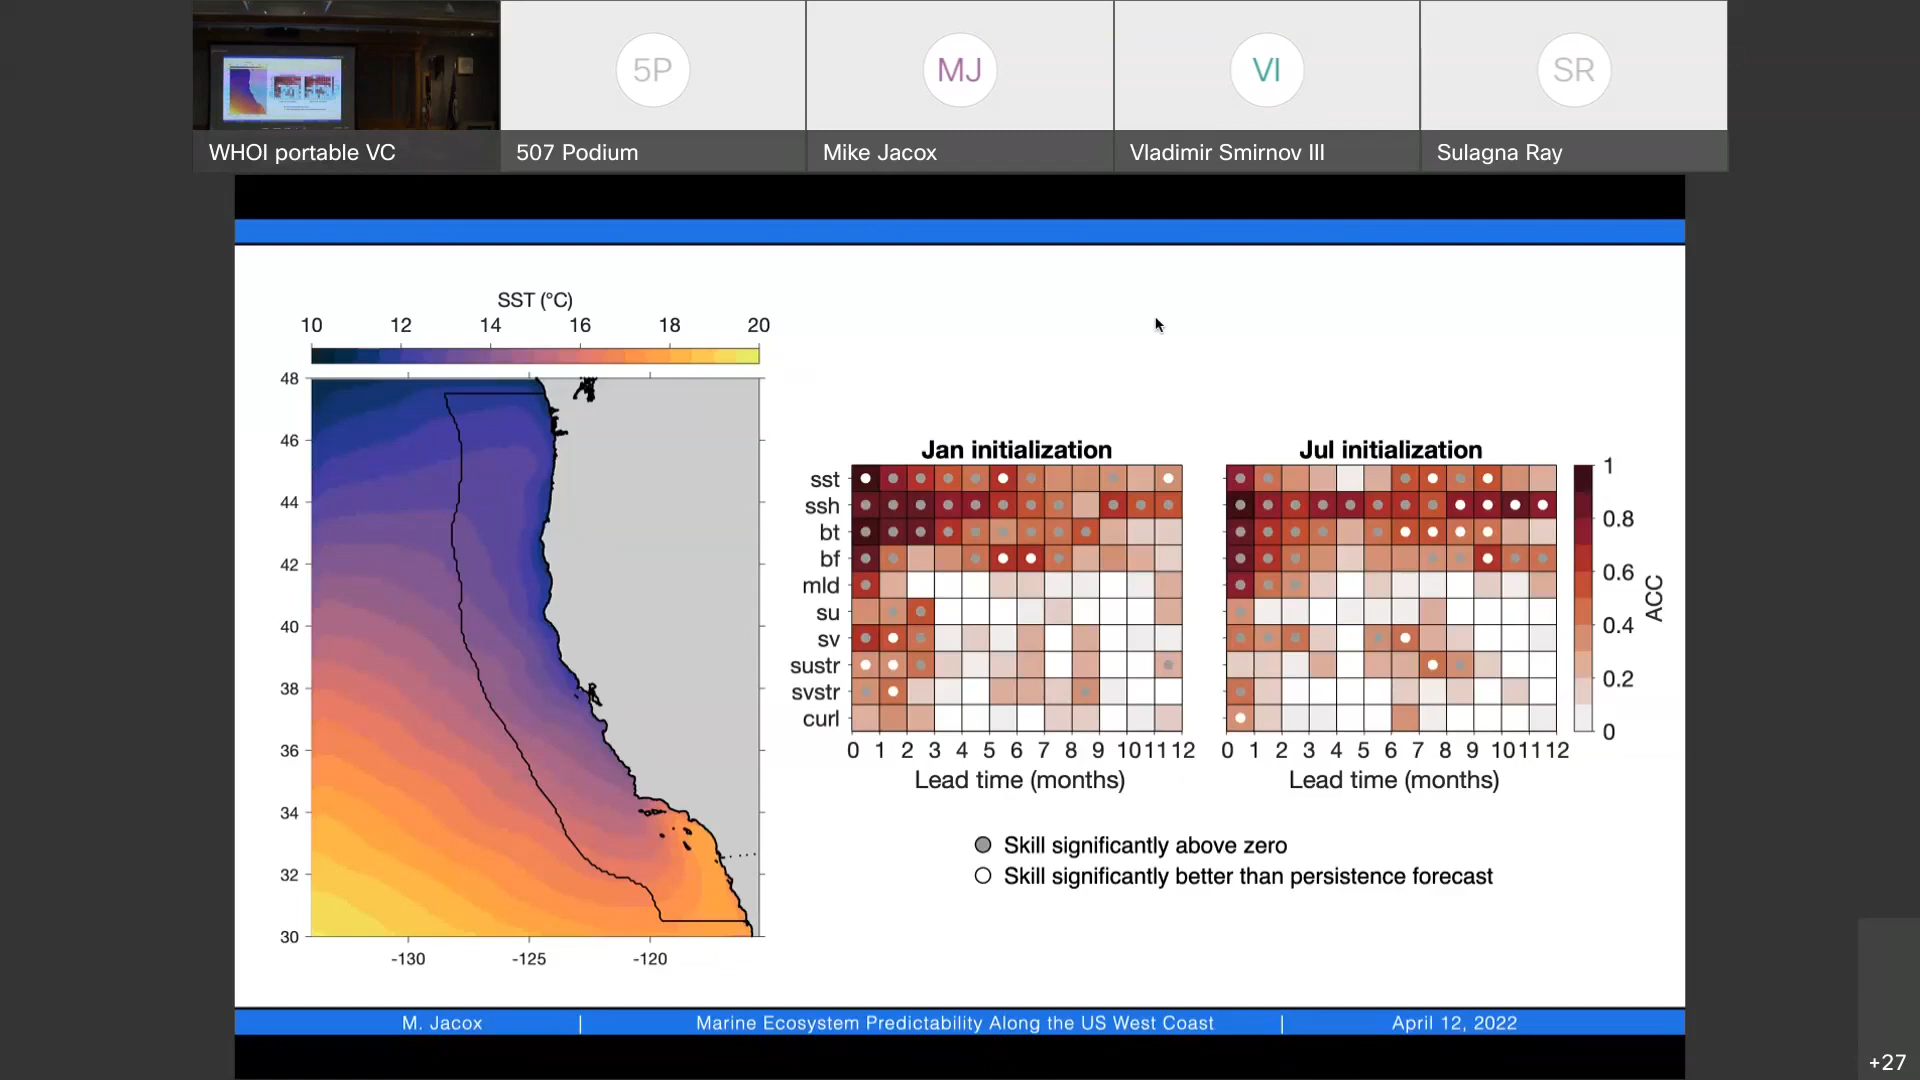 5P
MJ
VI
SR
WHOI portable VC
507 Podium
Mike Jacox
Vladimir Smirnov III
Sulagna Ray
SST (°C)
10 12 14 16 18 20
48
46
44
42
40
38
36
34
32
30
-130 -125 -120
Jan initialization
Jul initialization
sst
ssh
bt
bf
mld
su
sv
sustr
svstr
curl
0 1 2 3 4 5 6 7 8 9 10 11 12
0 1 2 3 4 5 6 7 8 9 10 11 12
Lead time (months)
Lead time (months)
1
0.8
0.6
0.4
0.2
0
ACC
Skill significantly above zero
Skill significantly better than persistence forecast
M. Jacox | Marine Ecosystem Predictability Along the US West Coast | April 12, 2022
+27